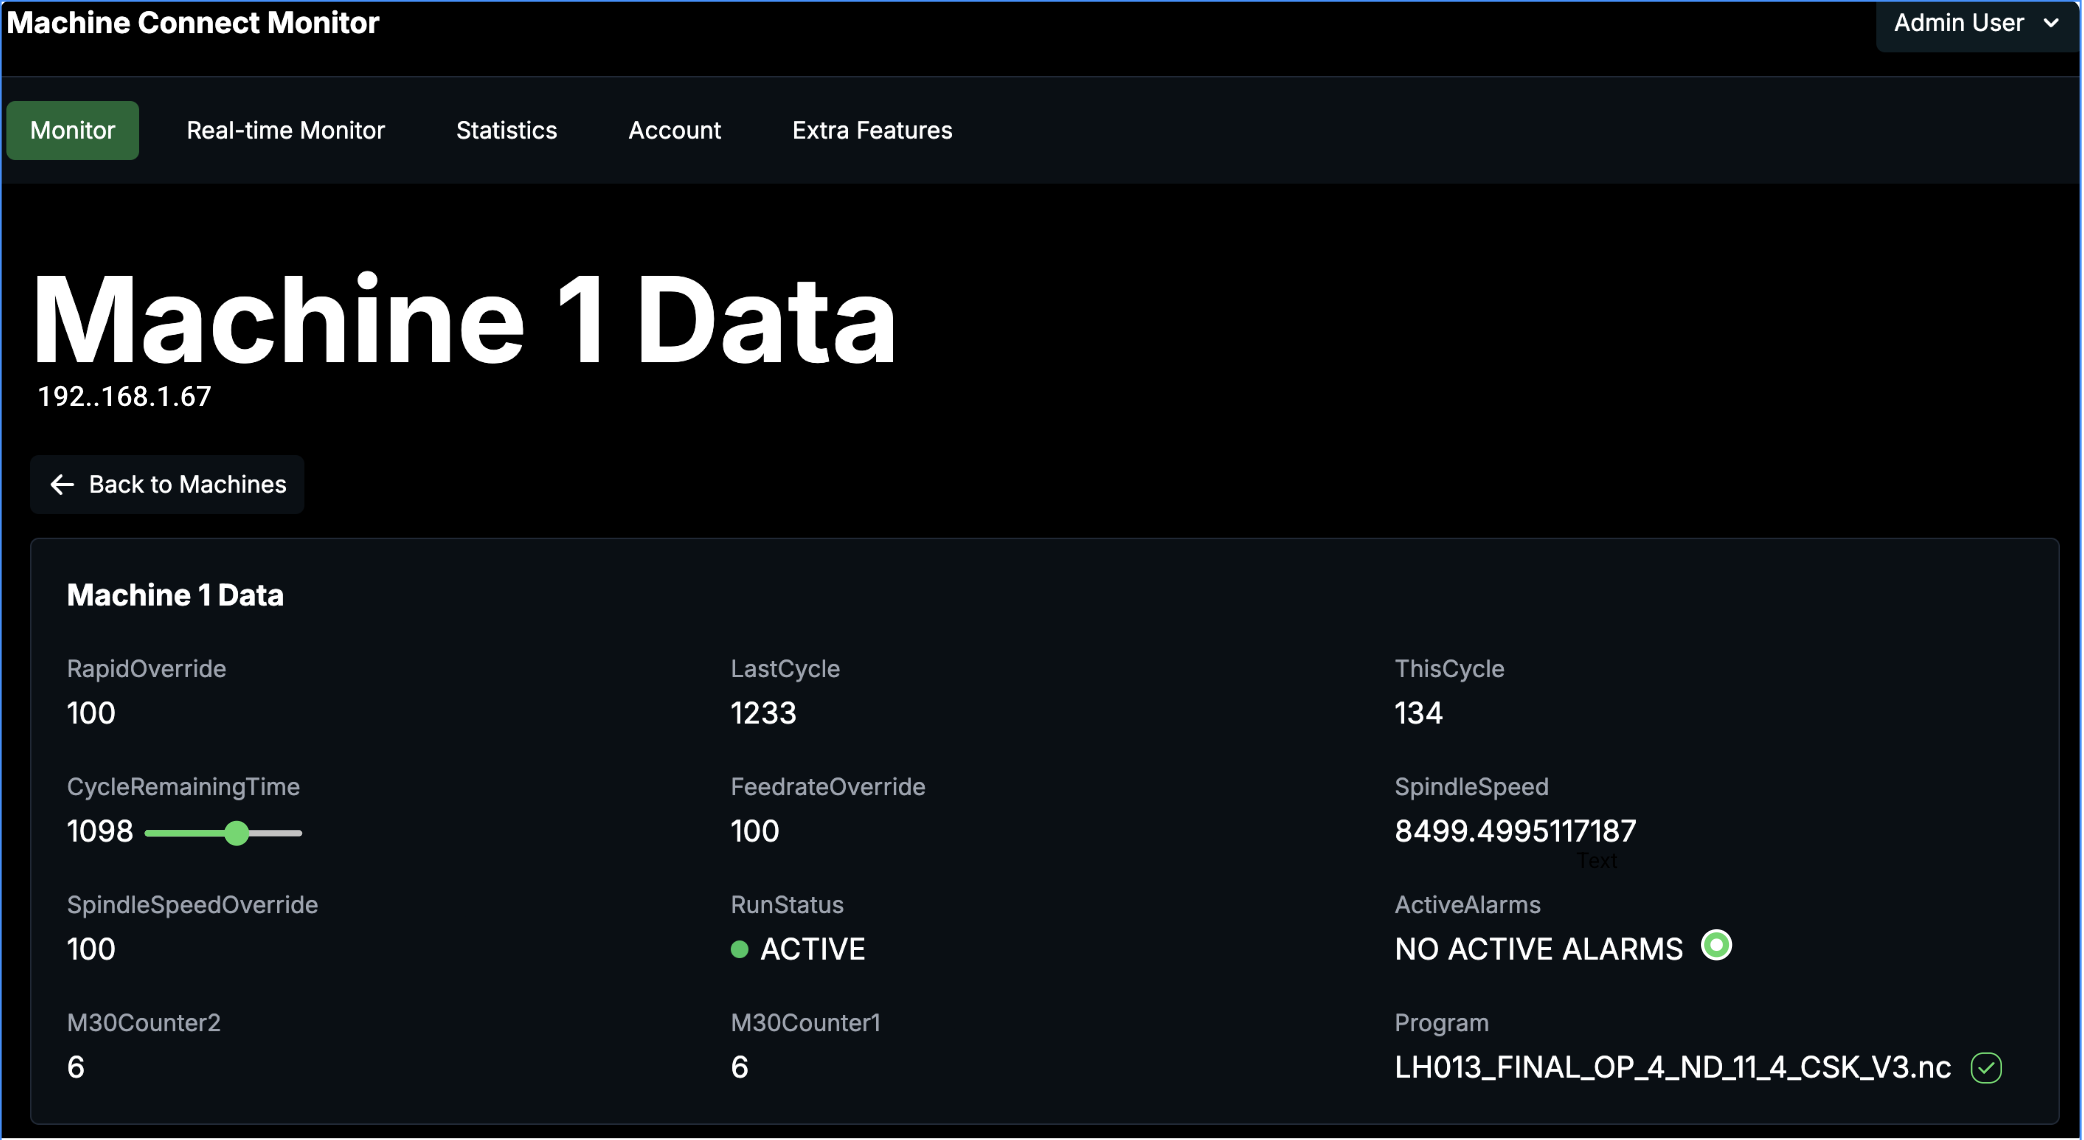 Machine Connect Monitor
Admin User
Monitor Real-time Monitor Statistics Account Extra Features
Machine 1 Data
192..168.1.67
Back to Machines
Machine 1 Data
RapidOverride LastCycle ThisCycle
100 1233 134
CycleRemainingTime FeedrateOverride SpindleSpeed
1098 100 8499.4995117187
Text
SpindleSpeedOverride RunStatus ActiveAlarms
100 ACTIVE NO ACTIVE ALARMS
M30Counter2 M30Counter1 Program
6 6 LH013_FINAL_OP_4_ND_11_4_CSK_V3.nc